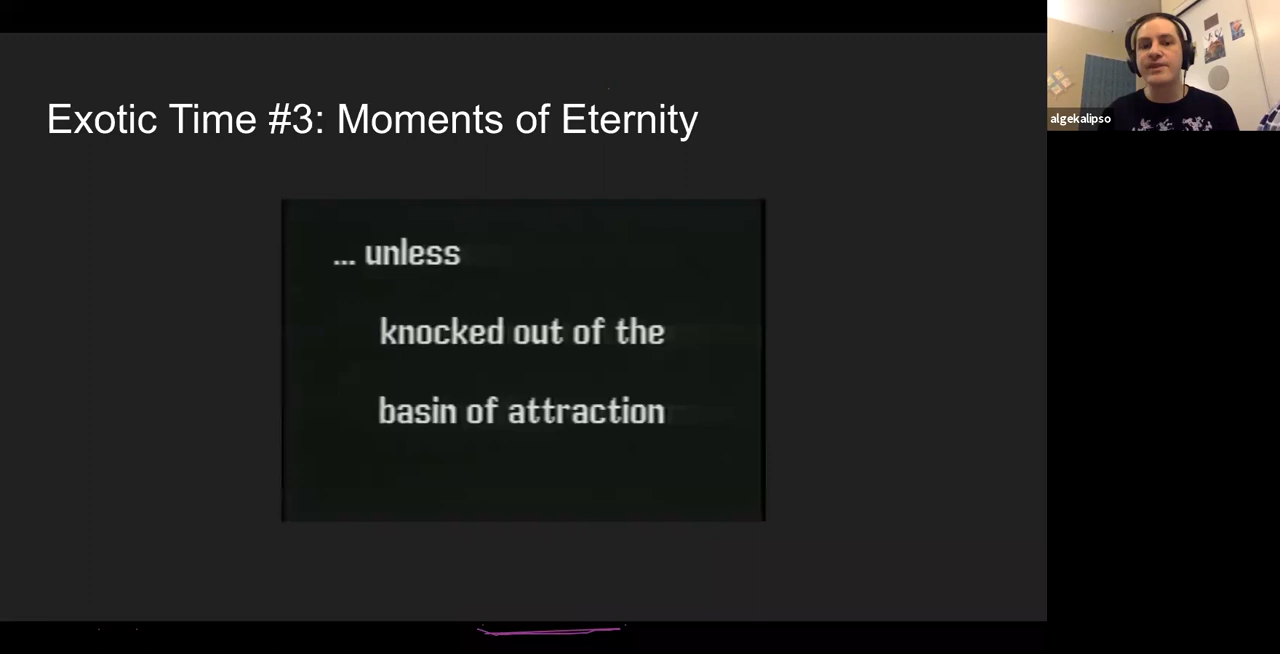 Exotic Time #3: Moments of Eternity
... unless
knocked out of the
basin of attraction
algekalipso